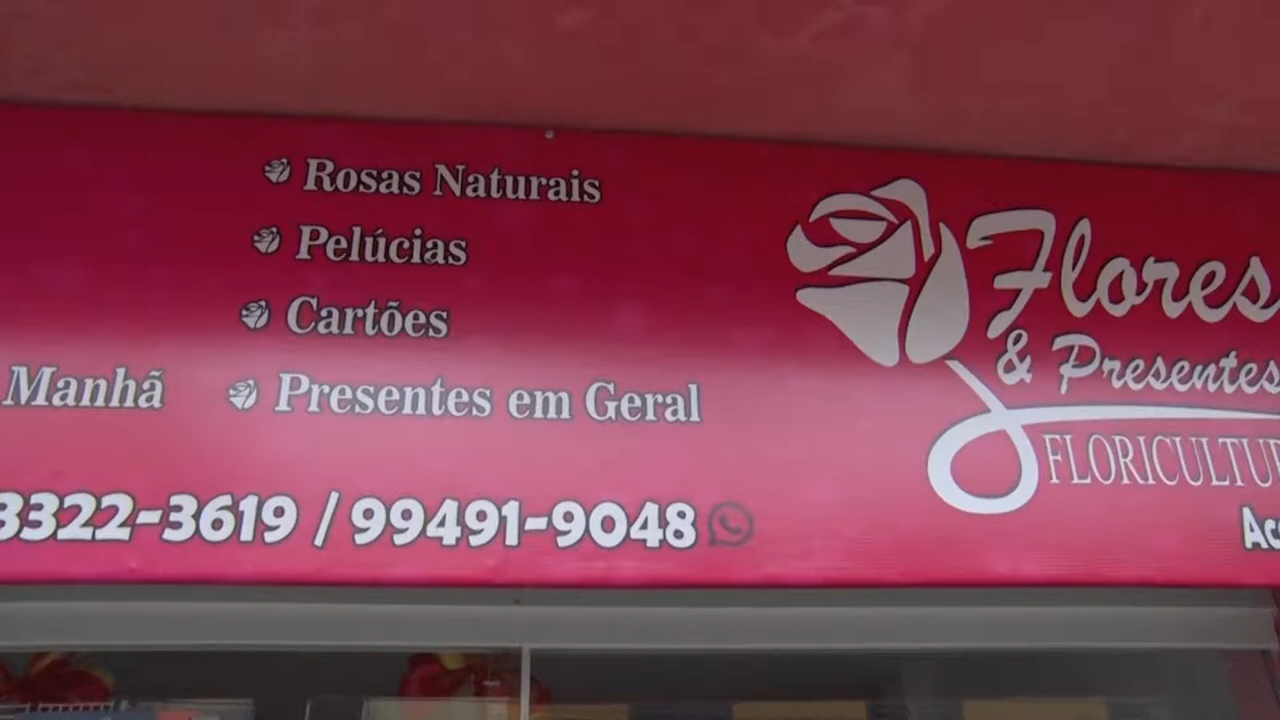 Rosas Naturais
Pelúcias
Cartões
Manhã
Presentes em Geral
3322-3619 / 99491-9048
Flores
& Presentes